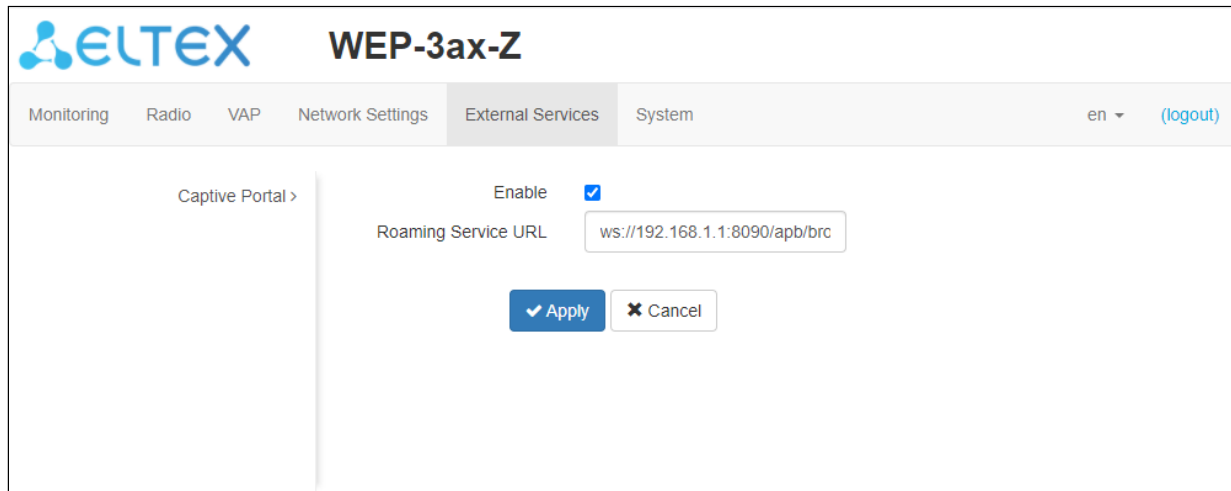 ELTEX WEP-3ax-Z
Monitoring Radio VAP Network Settings External Services System en (logout)
Captive Portal >
Enable
Roaming Service URL ws://192.168.1.1:8090/apb/brc
Apply Cancel